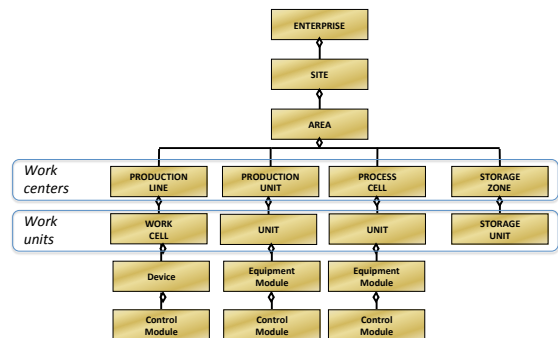 ENTERPRISE
SITE
AREA
Work
centers
PRODUCTION
LINE
PRODUCTION
UNIT
PROCESS
CELL
STORAGE
ZONE
Work
units
WORK
CELL
UNIT
UNIT
STORAGE
UNIT
Device
Equipment
Module
Equipment
Module
Control
Module
Control
Module
Control
Module